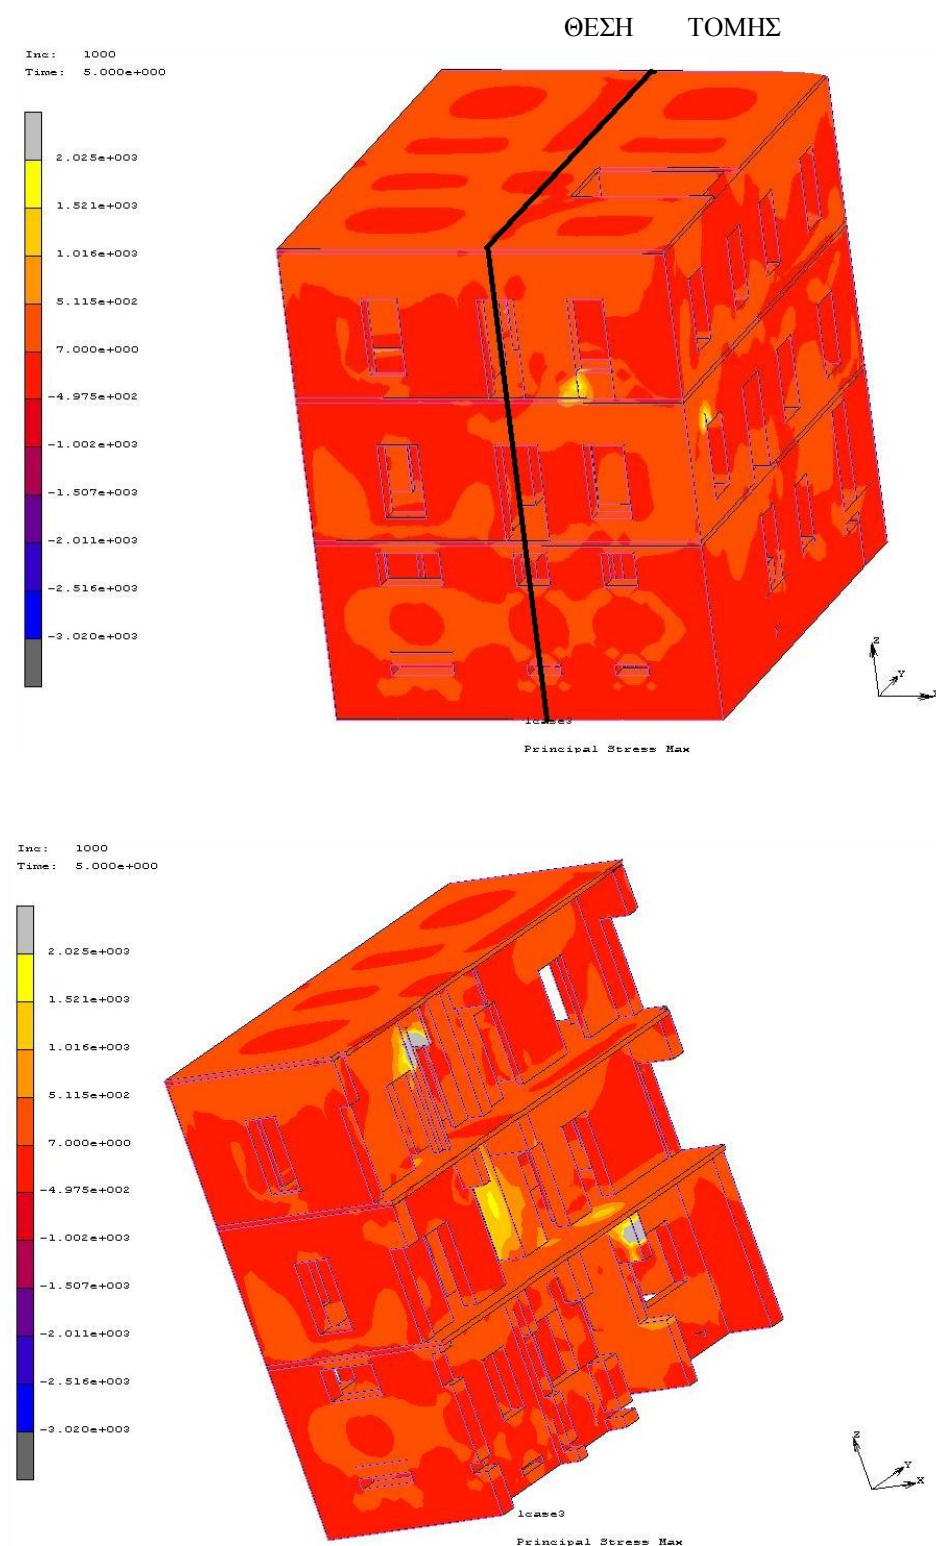 ΘΕΣΗ ΤΟΜΗΣ
Inc: 1000
Time: 5.000e+000
2.025e+003
1.521e+003
1.016e+003
5.115e+002
7.000e+000
-4.975e+002
-1.002e+003
-1.507e+003
-2.011e+003
-2.516e+003
-3.020e+003
Z
Y
X
lcase3
Principal Stress Max
Inc: 1000
Time: 5.000e+000
2.025e+003
1.521e+003
1.016e+003
5.115e+002
7.000e+000
-4.975e+002
-1.002e+003
-1.507e+003
-2.011e+003
-2.516e+003
-3.020e+003
Z
Y
X
lcase3
Principal Stress Max